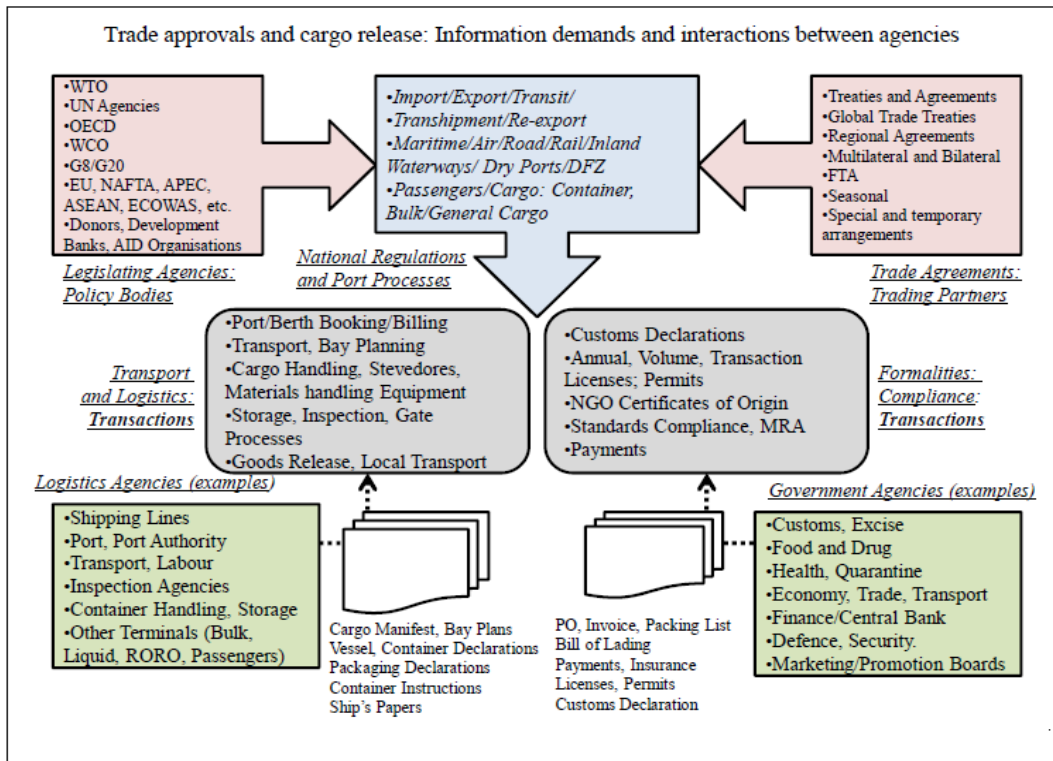 Trade approvals and cargo release: Information demands and interactions between agencies
•WTO
•UN Agencies
•OECD
•WCO
•G8/G20
•EU, NAFTA, APEC,
ASEAN, ECOWAS, etc.
•Donors, Development
Banks, AID Organisations
Legislating Agencies:
Policy Bodies
•Import/Export/Transit/
•Transhipment/Re-export
•Maritime/Air/Road/Rail/Inland
Waterways/ Dry Ports/DFZ
•Passengers/Cargo: Container,
Bulk/General Cargo
National Regulations
and Port Processes
•Treaties and Agreements
•Global Trade Treaties
•Regional Agreements
•Multilateral and Bilateral
•FTA
•Seasonal
•Special and temporary
arrangements
Trade Agreements:
Trading Partners
Transport
and Logistics:
Transactions
•Port/Berth Booking/Billing
•Transport, Bay Planning
•Cargo Handling, Stevedores,
Materials handling Equipment
•Storage, Inspection, Gate
Processes
•Goods Release, Local Transport
•Customs Declarations
•Annual, Volume, Transaction
Licenses; Permits
•NGO Certificates of Origin
•Standards Compliance, MRA
•Payments
Formalities:
Compliance:
Transactions
Logistics Agencies (examples)
•Shipping Lines
•Port, Port Authority
•Transport, Labour
•Inspection Agencies
•Container Handling, Storage
•Other Terminals (Bulk,
Liquid, RORO, Passengers)
Cargo Manifest, Bay Plans
Vessel, Container Declarations
Packaging Declarations
Container Instructions
Ship's Papers
PO, Invoice, Packing List
Bill of Lading
Payments, Insurance
Licenses, Permits
Customs Declaration
Government Agencies (examples)
•Customs, Excise
•Food and Drug
•Health, Quarantine
•Economy, Trade, Transport
•Finance/Central Bank
•Defence, Security.
•Marketing/Promotion Boards